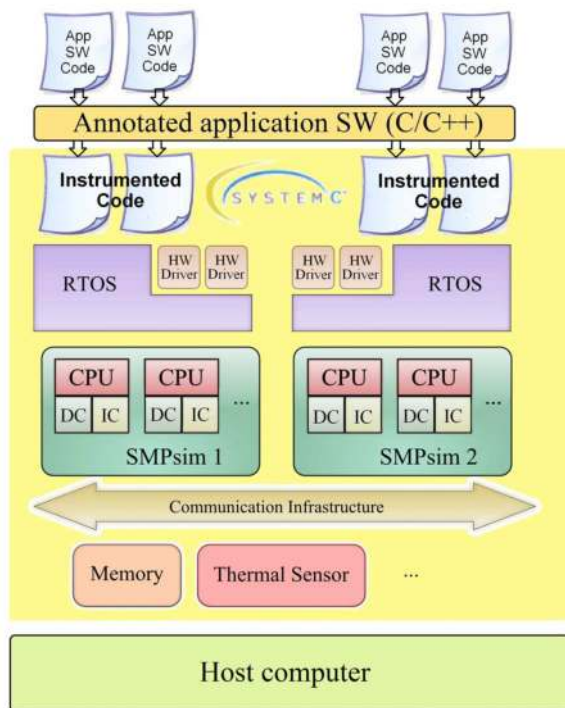 App SW Code
App SW Code
App SW Code
App SW Code
Annotated application SW (C/C++)
Instrumented Code
SYSTEM C™
Instrumented Code
RTOS
HW Driver
HW Driver
HW Driver
HW Driver
RTOS
CPU
DC IC
CPU
DC IC
...
SMPsim 1
CPU
DC IC
CPU
DC IC
...
SMPsim 2
Communication Infrastructure
Memory
Thermal Sensor
...
Host computer